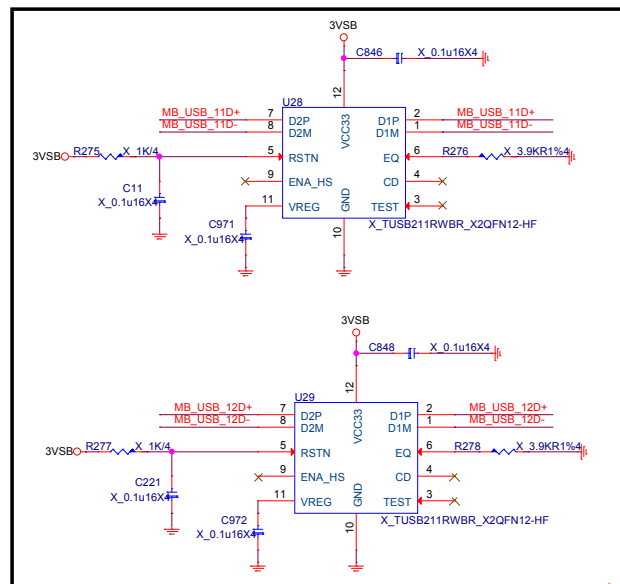 3VSB
C846 X_0.1u16X4
U28
12
MB_USB_11D+ 7 D2P VCC33 D1P 2 MB_USB_11D+
MB_USB_11D- 8 D2M D1M 1 MB_USB_11D-
3VSB R275 X_1K/4 5 RSTN EQ 6 R276 X_3.9KR1%4
9 ENA_HS CD 4
C11
X_0.1u16X4
11 VREG GND TEST 3
C971
X_0.1u16X4
10
X_TUSB211RWBR_X2QFN12-HF
3VSB
C848 X_0.1u16X4
U29
12
MB_USB_12D+ 7 D2P VCC33 D1P 2 MB_USB_12D+
MB_USB_12D- 8 D2M D1M 1 MB_USB_12D-
3VSB R277 X_1K/4 5 RSTN EQ 6 R278 X_3.9KR1%4
9 ENA_HS CD 4
C221
X_0.1u16X4
11 VREG GND TEST 3
C972
X_0.1u16X4
10
X_TUSB211RWBR_X2QFN12-HF